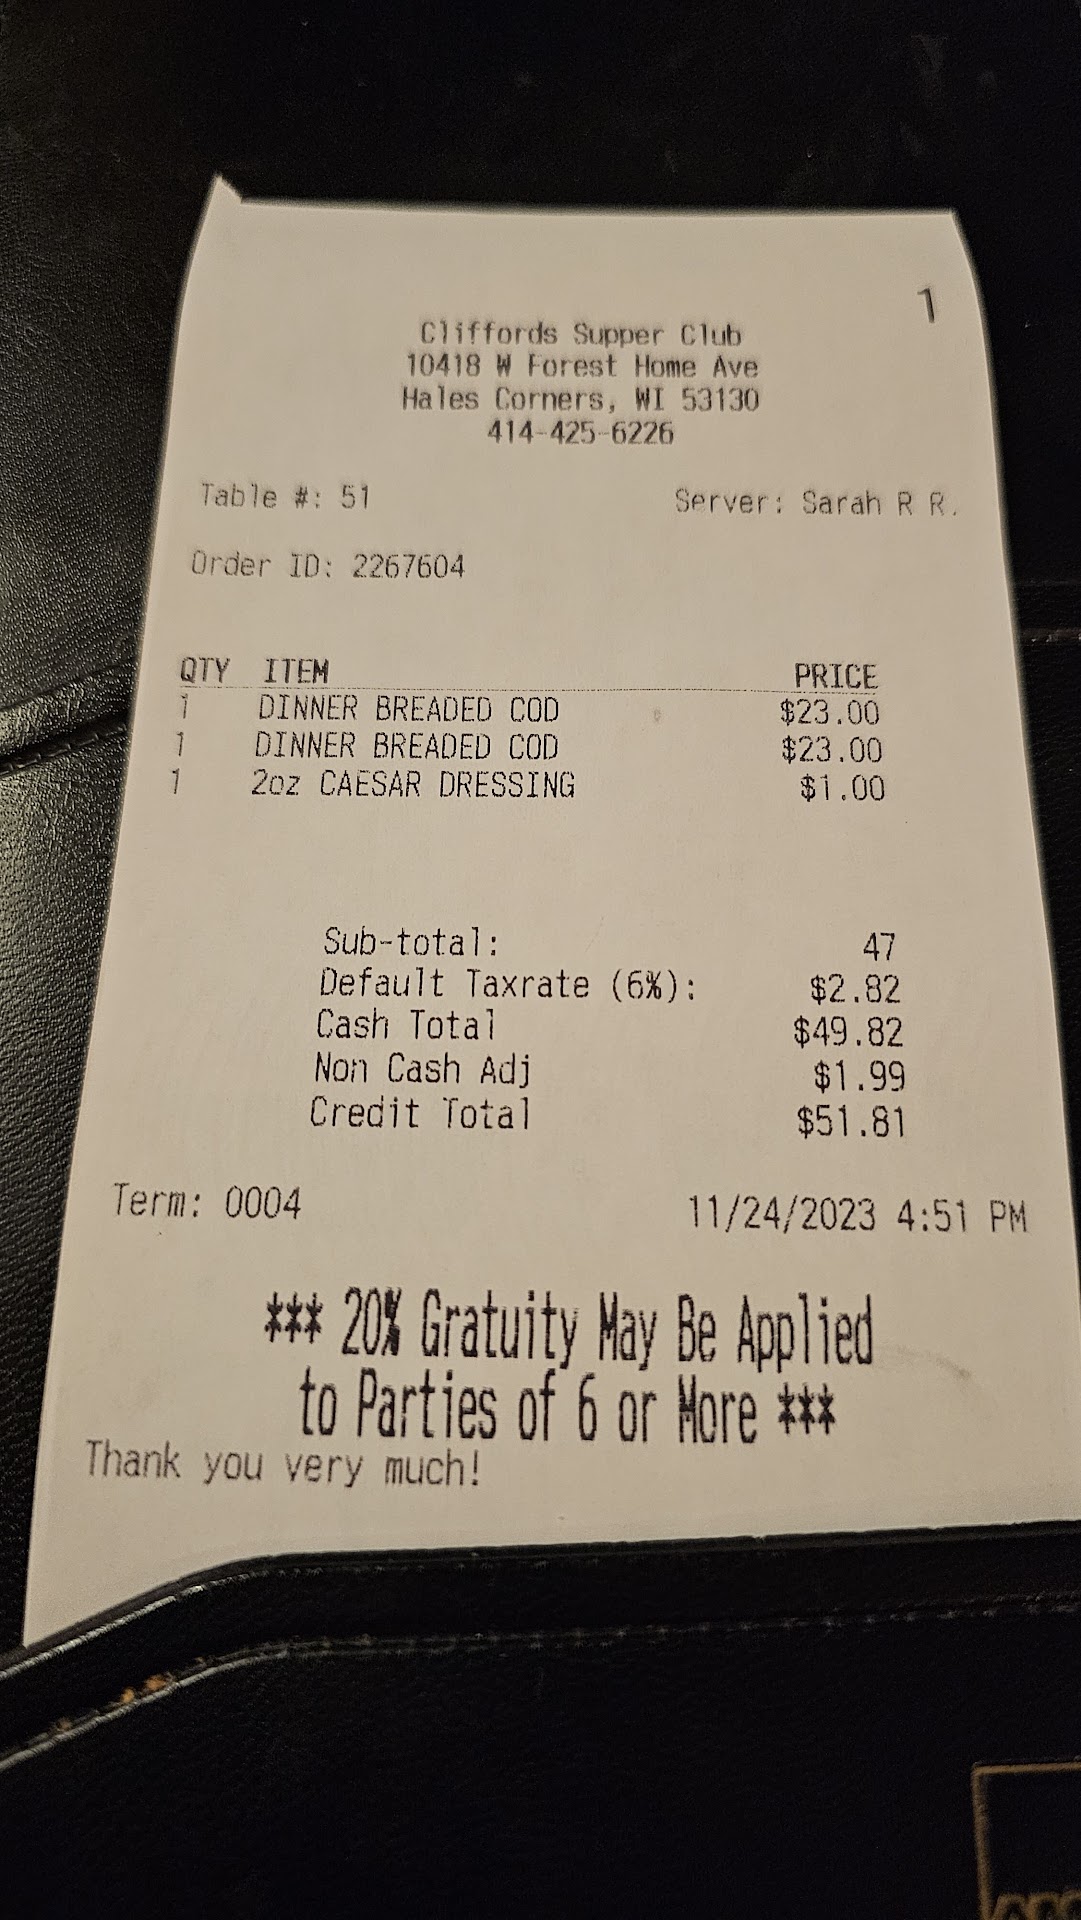 1
Cliffords Supper Club
10418 W Forest Home Ave
Hales Corners, WI 53130
414-425-6226
Table #: 51 Server: Sarah R R.
Order ID: 2267604
QTY ITEM PRICE
1 DINNER BREADED COD $23.00
1 DINNER BREADED COD $23.00
1 2oz CAESAR DRESSING $1.00
Sub-total: 47
Default Taxrate (6%): $2.82
Cash Total $49.82
Non Cash Adj $1.99
Credit Total $51.81
Term: 0004 11/24/2023 4:51 PM
*** 20% Gratuity May Be Applied
to Parties of 6 or More ***
Thank you very much!